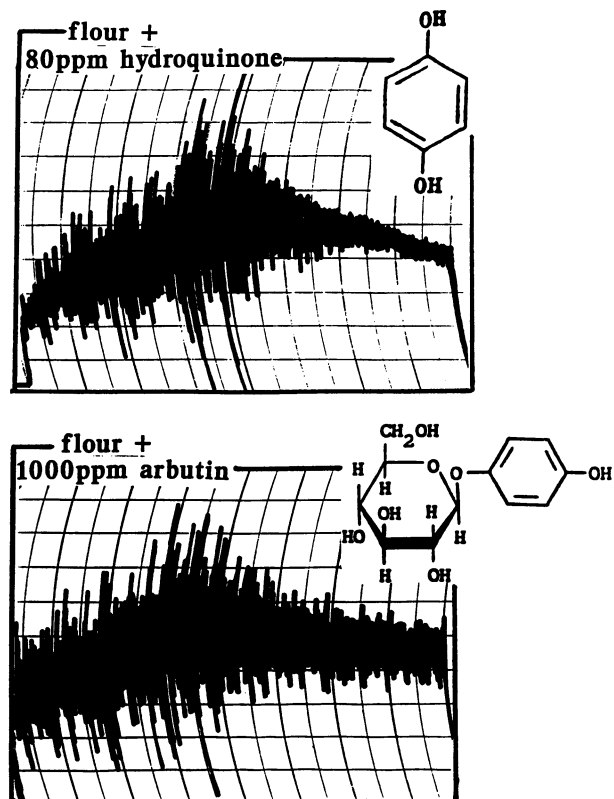 flour +
80ppm hydroquinone
OH
OH
flour +
1000ppm arbutin
CH2OH
H
O
O
OH
H
OH
H
H
HO
H
OH